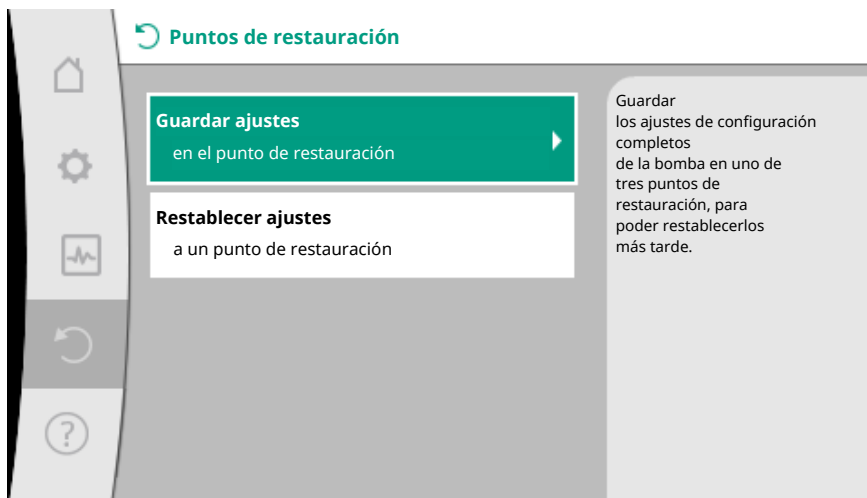 Puntos de restauración
Guardar ajustes
en el punto de restauración
Restablecer ajustes
a un punto de restauración
Guardar
los ajustes de configuración
completos
de la bomba en uno de
tres puntos de
restauración, para
poder restablecerlos
más tarde.
?